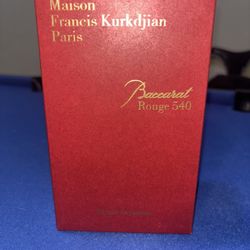 Maison
Francis Kurkdjian
Paris
Baccarat
Rouge 540